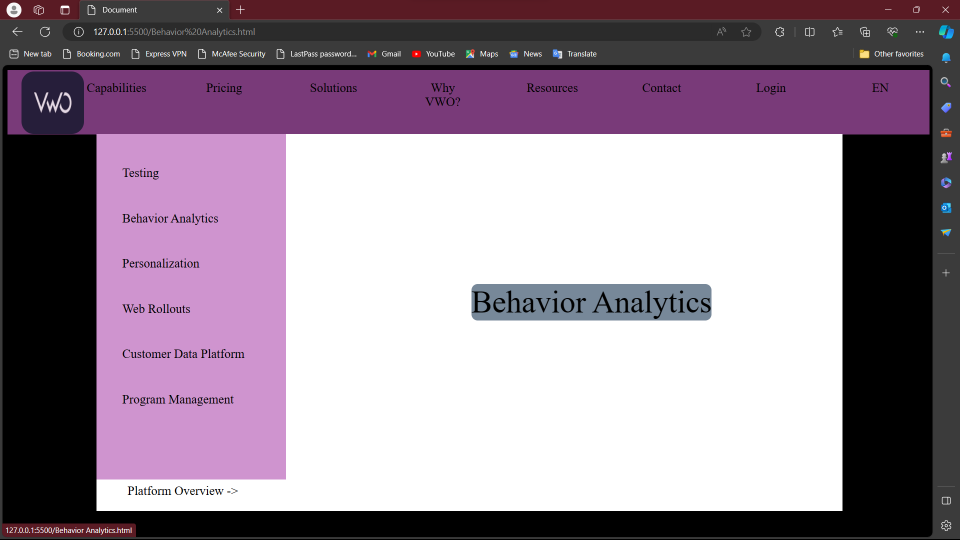 Document
127.0.0.1:5500/Behavior%20Analytics.html
New tab
Booking.com
Express VPN
McAfee Security
LastPass password...
Gmail
YouTube
Maps
News
Translate
Other favorites
VWO
Capabilities
Pricing
Solutions
Why
VWO?
Resources
Contact
Login
EN
Testing
Behavior Analytics
Personalization
Web Rollouts
Customer Data Platform
Program Management
Behavior Analytics
Platform Overview ->
127.0.0.1:5500/Behavior Analytics.html